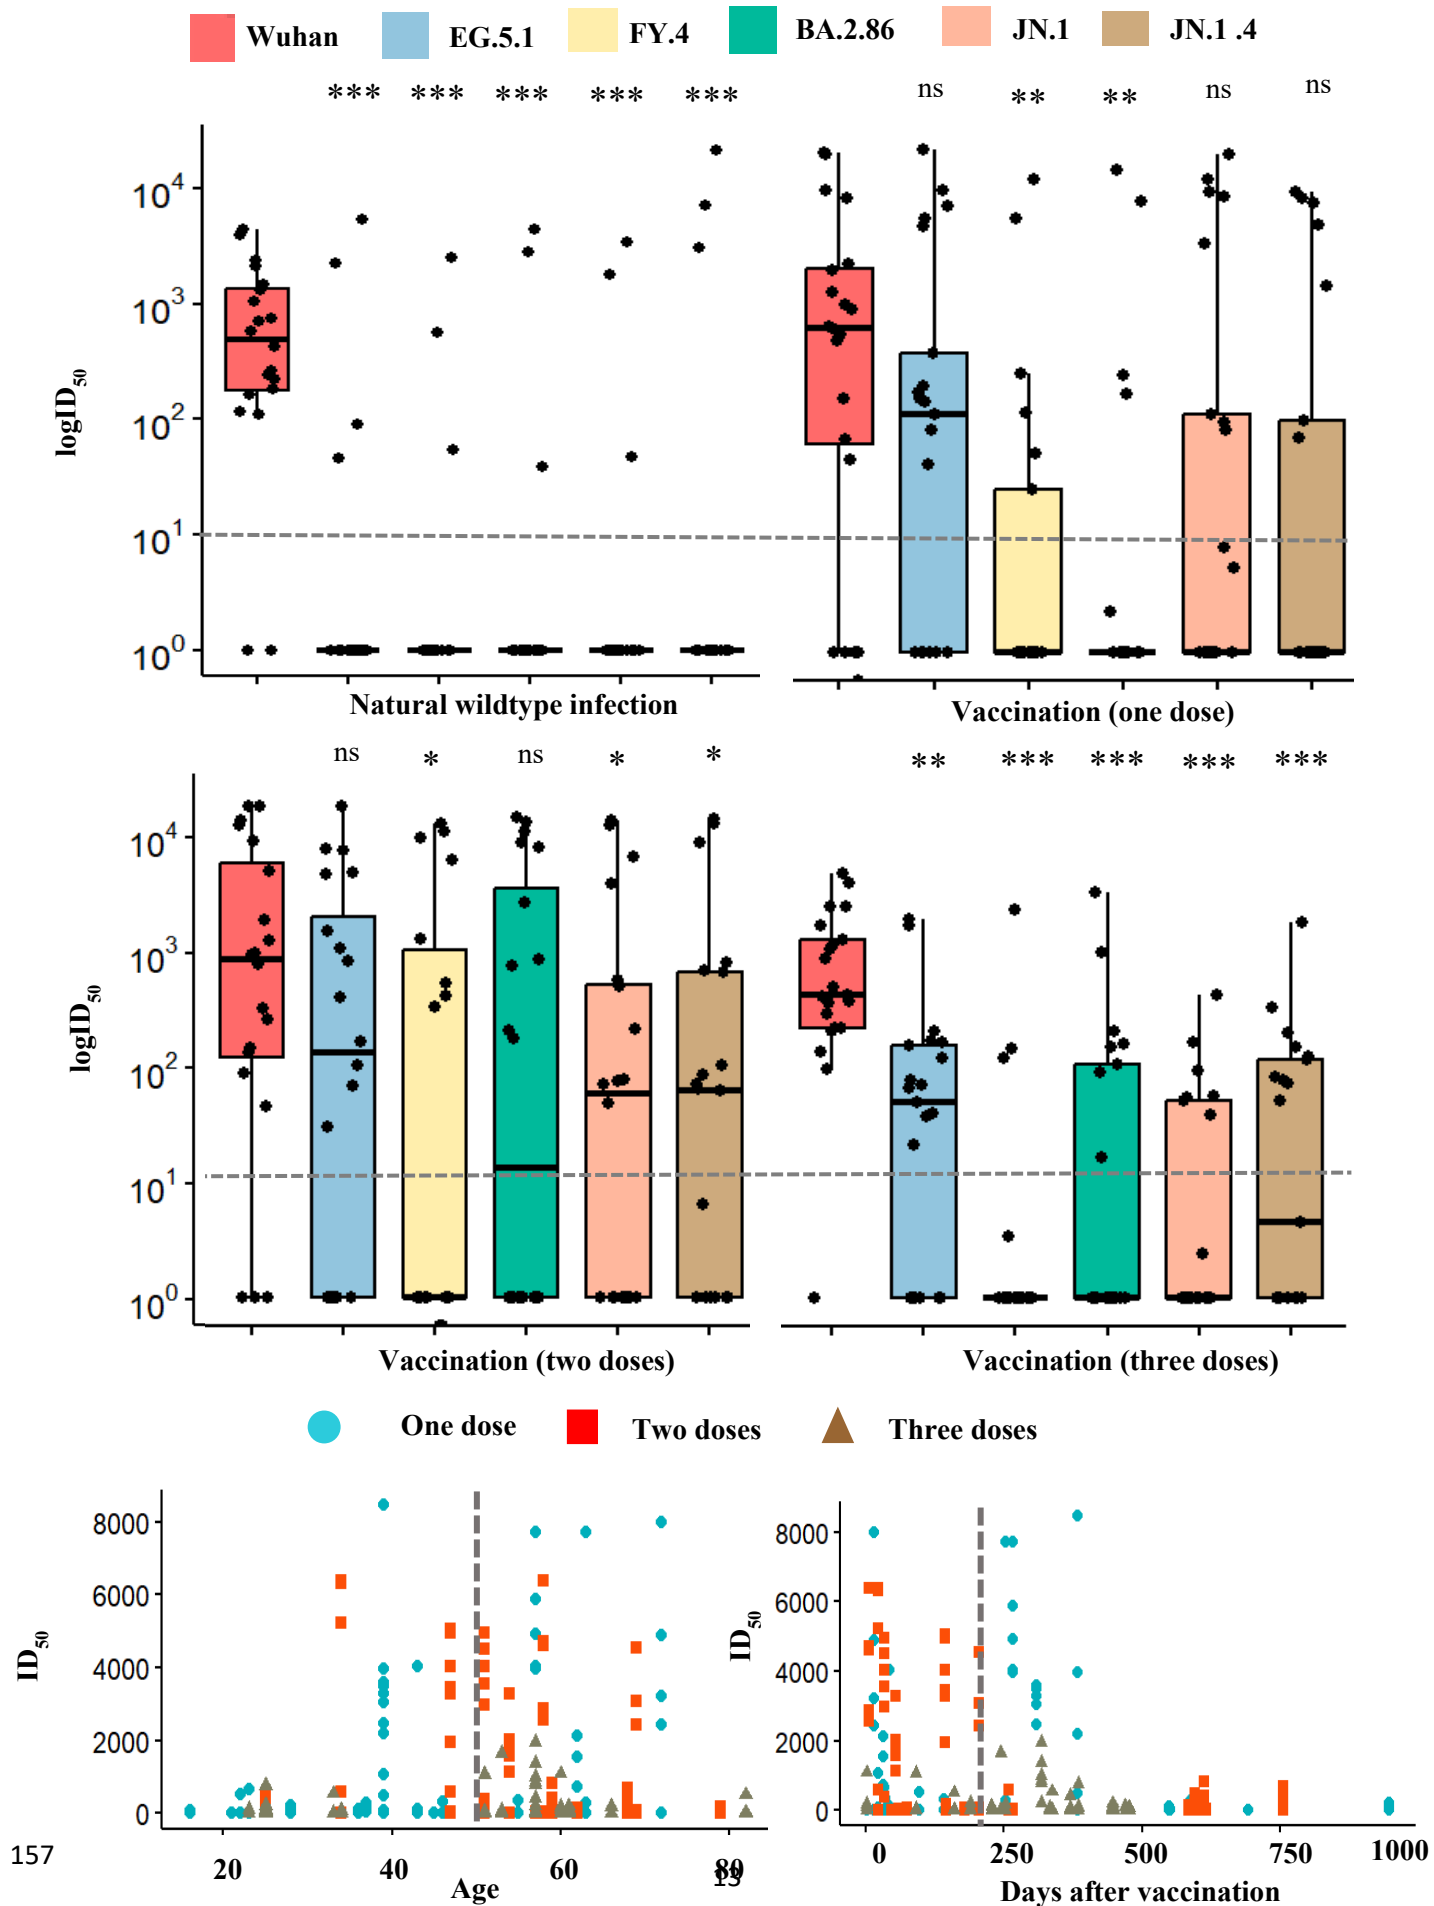 Wuhan EG.5.1 FY.4 BA.2.86 JN.1 JN.1 .4
*** *** *** *** *** ns ** ** ns ns
logID50
10^4
10^3
10^2
10^1
10^0
Natural wildtype infection Vaccination (one dose)
ns * ns * * ** *** *** *** ***
logID50
10^4
10^3
10^2
10^1
10^0
Vaccination (two doses) Vaccination (three doses)
One dose Two doses Three doses
ID50
8000
6000
4000
2000
0
20 40 60 80
Age
ID50
8000
6000
4000
2000
0
0 250 500 750 1000
Days after vaccination
157
13